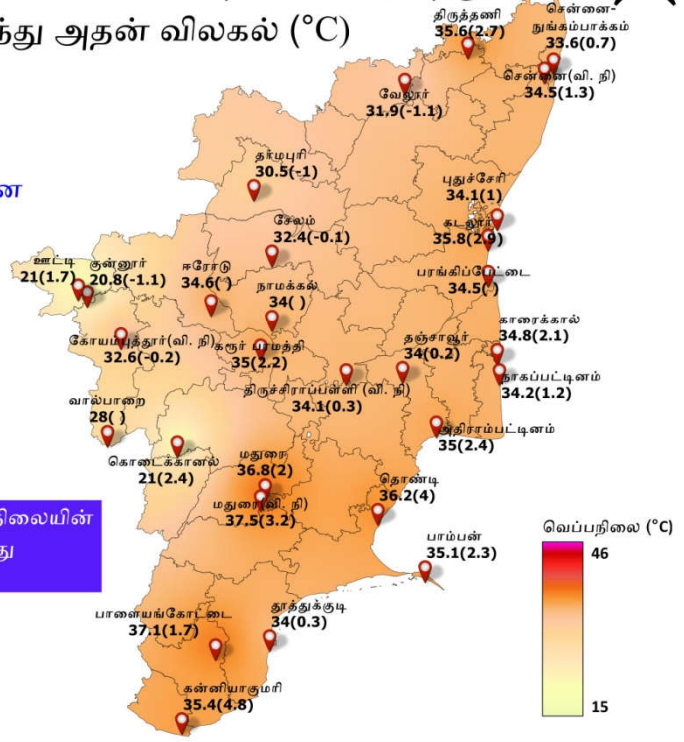 ந்து அதன் விலகல் (°C)
திருத்தணி
35.6(2.7)
சென்னை-
நுங்கம்பாக்கம்
33.6(0.7)
சென்னை(வி. நி)
34.5(1.3)
வேலூர்
31.9(-1.1)
தர்மபுரி
30.5(-1)
புதுச்சேரி
34.1(1)
கடலூர்
35.8(2.9)
சேலம்
32.4(-0.1)
ஊட்டி
21(1.7)
குன்னூர்
20.8(-1.1)
ஈரோடு
34.6( )
நாமக்கல்
34( )
பரங்கிப்பேட்டை
34.5( )
காரைக்கால்
34.8(2.1)
கோயம்புத்தூர்(வி. நி)
32.6(-0.2)
கரூர் பரமத்தி
35(2.2)
தஞ்சாவூர்
34(0.2)
திருச்சிராப்பள்ளி (வி. நி)
34.1(0.3)
நாகப்பட்டினம்
34.2(1.2)
வால்பாறை
28( )
அதிராம்பட்டினம்
35(2.4)
கொடைக்கானல்
21(2.4)
மதுரை
36.8(2)
மதுரை(வி. நி)
37.5(3.2)
தொண்டி
36.2(4)
நிலையின்
து
பாம்பன்
35.1(2.3)
வெப்பநிலை (°C)
46
15
பாளையங்கோட்டை
37.1(1.7)
தூத்துக்குடி
34(0.3)
கன்னியாகுமரி
35.4(4.8)